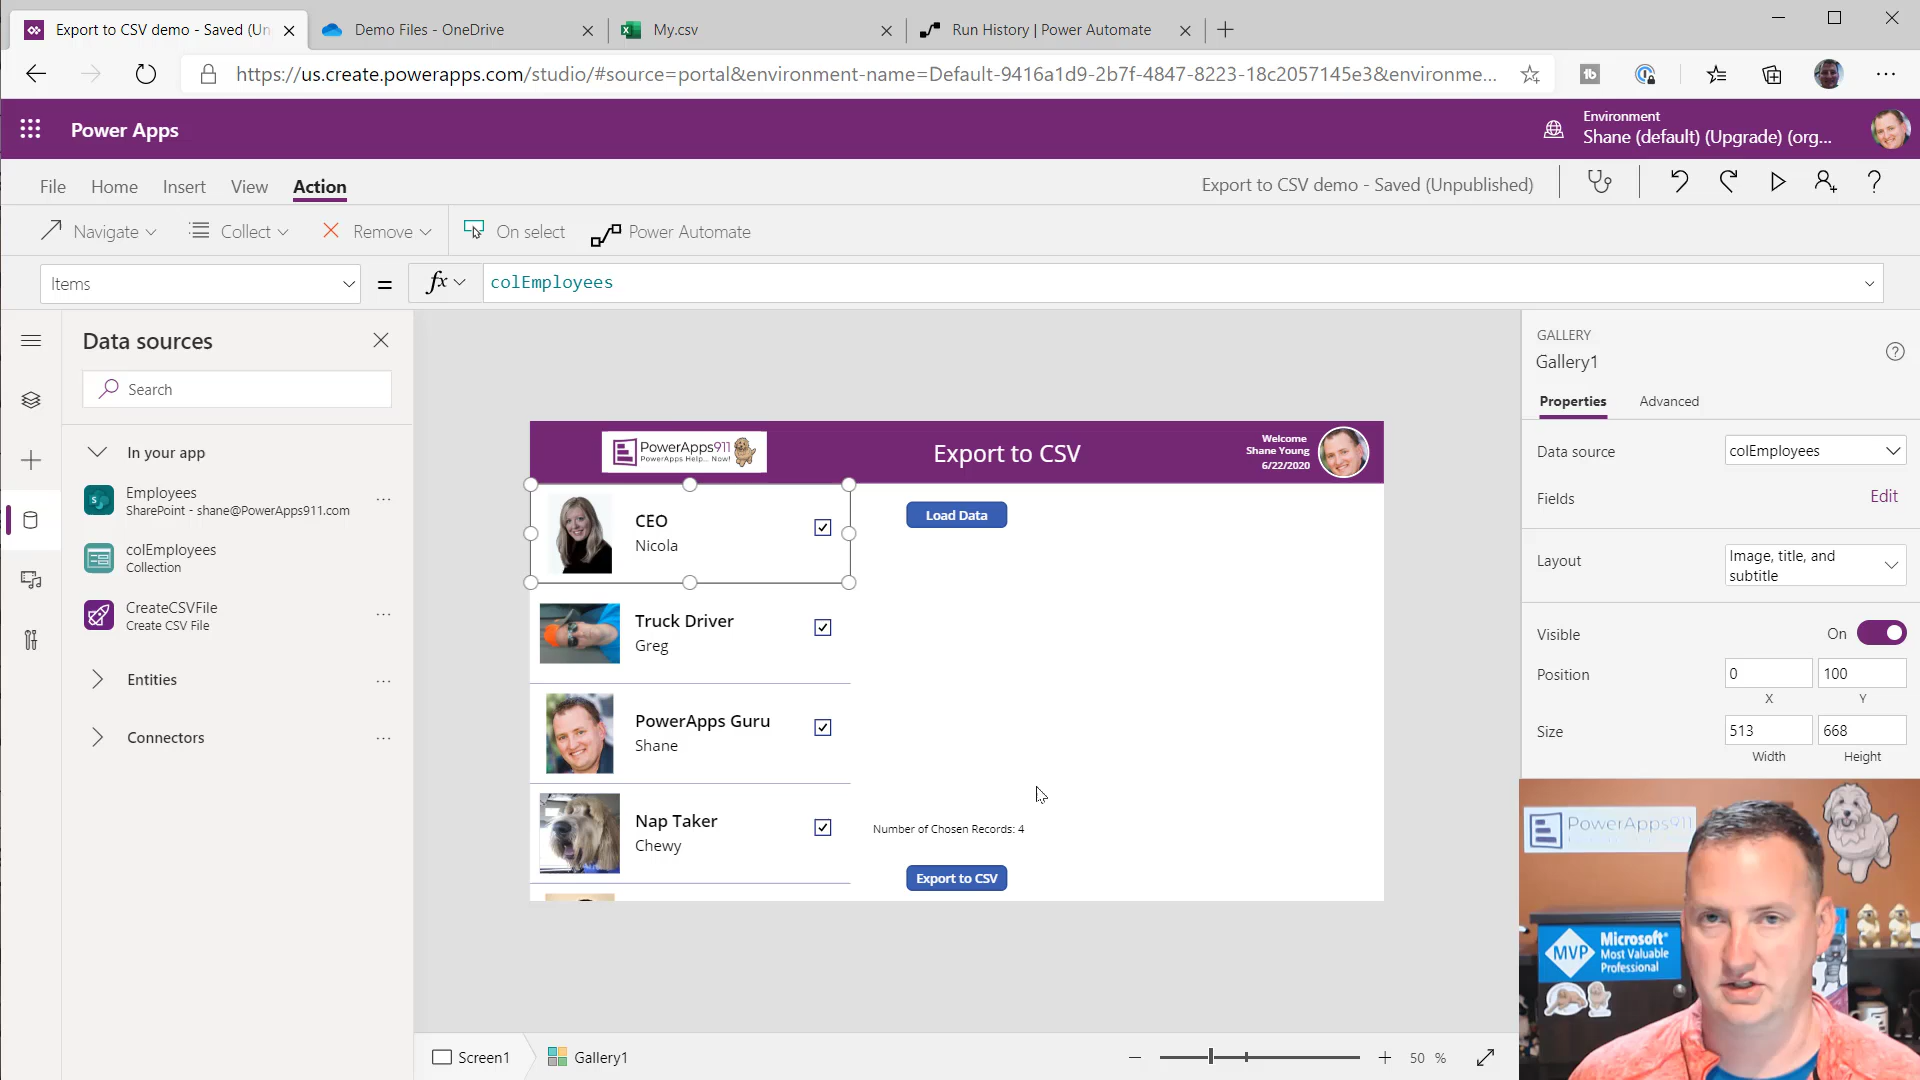 Export to CSV demo - Saved (Un
Demo Files - OneDrive
My.csv
Run History | Power Automate
https://us.create.powerapps.com/studio/#source=portal&environment-name=Default-9416a1d9-2b7f-4847-8223-18c2057145e3&environme...
Power Apps
Environment
Shane (default) (Upgrade) (org...
File
Home
Insert
View
Action
Export to CSV demo - Saved (Unpublished)
Navigate
Collect
Remove
On select
Power Automate
Items
=
fx
colEmployees
Data sources
Search
In your app
Employees
SharePoint - shane@PowerApps911.com
colEmployees
Collection
CreateCSVFile
Create CSV File
Entities
Connectors
PowerApps911
PowerApps Help... Now!
Export to CSV
Welcome
Shane Young
6/22/2020
CEO
Nicola
Truck Driver
Greg
PowerApps Guru
Shane
Nap Taker
Chewy
Load Data
Number of Chosen Records: 4
Export to CSV
GALLERY
Gallery1
Properties
Advanced
Data source
colEmployees
Fields
Edit
Layout
Image, title, and
subtitle
Visible
On
Position
0
100
X
Y
Size
513
668
Width
Height
PowerApps911
MVP
Microsoft®
Most Valuable
Professional
Screen1
Gallery1
50 %